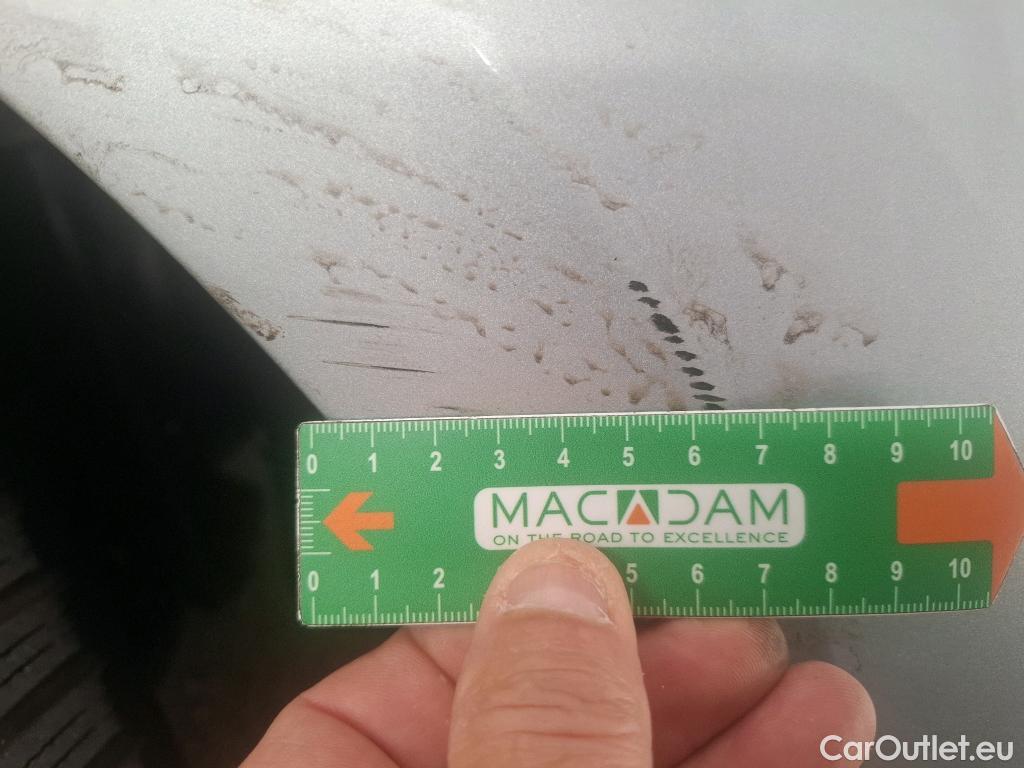 0 1 2 3 4 5 6 7 8 9 10
MACADAM
ON THE ROAD TO EXCELLENCE
0 1 2 5 6 7 8 9 10
CarOutlet.eu